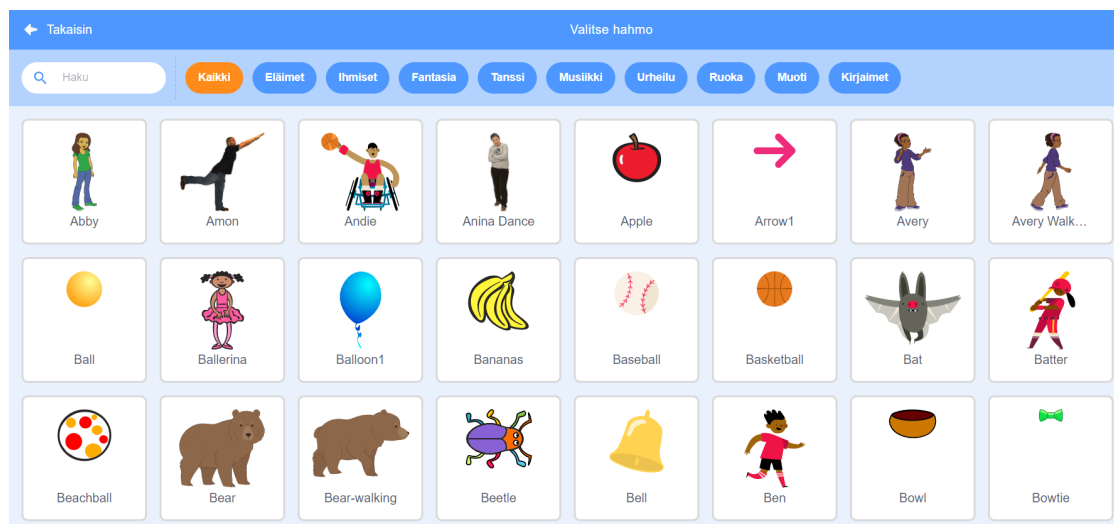 Takaisin
Valitse hahmo
Haku
Kaikki Eläimet Ihmiset Fantasia Tanssi Musiikki Urheilu Ruoka Muoti Kirjaimet
Abby Amon Andie Anina Dance Apple Arrow1 Avery Avery Walk…
Ball Ballerina Balloon1 Bananas Baseball Basketball Bat Batter
Beachball Bear Bear-walking Beetle Bell Ben Bowl Bowtie